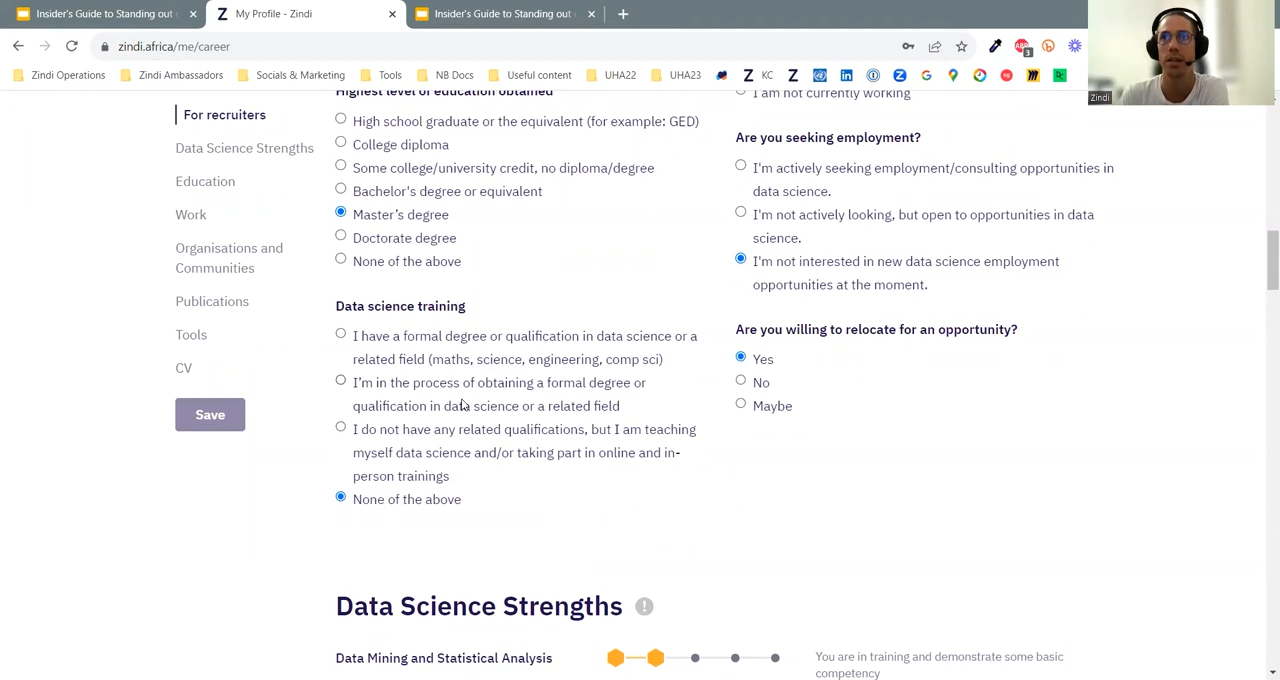 Insider's Guide to Standing out
My Profile - Zindi
Insider's Guide to Standing out
zindi.africa/me/career
3
Zindi Operations
Zindi Ambassadors
Socials & Marketing
Tools
NB Docs
Useful content
UHA22
UHA23
KC
Zindi
For recruiters
Data Science Strengths
Education
Work
Organisations and
Communities
Publications
Tools
CV
Save
Highest level of education obtained
High school graduate or the equivalent (for example: GED)
College diploma
Some college/university credit, no diploma/degree
Bachelor's degree or equivalent
Master's degree
Doctorate degree
None of the above
Data science training
I have a formal degree or qualification in data science or a
related field (maths, science, engineering, comp sci)
I'm in the process of obtaining a formal degree or
qualification in data science or a related field
I do not have any related qualifications, but I am teaching
myself data science and/or taking part in online and in-
person trainings
None of the above
I am not currently working
Are you seeking employment?
I'm actively seeking employment/consulting opportunities in
data science.
I'm not actively looking, but open to opportunities in data
science.
I'm not interested in new data science employment
opportunities at the moment.
Are you willing to relocate for an opportunity?
Yes
No
Maybe
Data Science Strengths
Data Mining and Statistical Analysis
You are in training and demonstrate some basic
competency